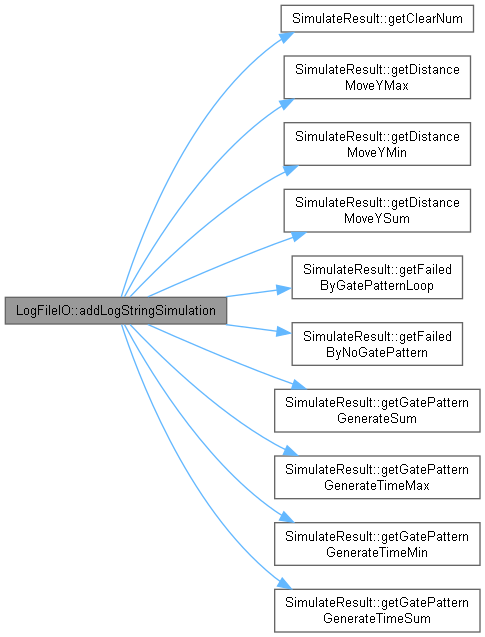 SimulateResult::getClearNum
SimulateResult::getDistance
MoveYMax
SimulateResult::getDistance
MoveYMin
SimulateResult::getDistance
MoveYSum
SimulateResult::getFailed
ByGatePatternLoop
LogFileIO::addLogStringSimulation
SimulateResult::getFailed
ByNoGatePattern
SimulateResult::getGatePattern
GenerateSum
SimulateResult::getGatePattern
GenerateTimeMax
SimulateResult::getGatePattern
GenerateTimeMin
SimulateResult::getGatePattern
GenerateTimeSum